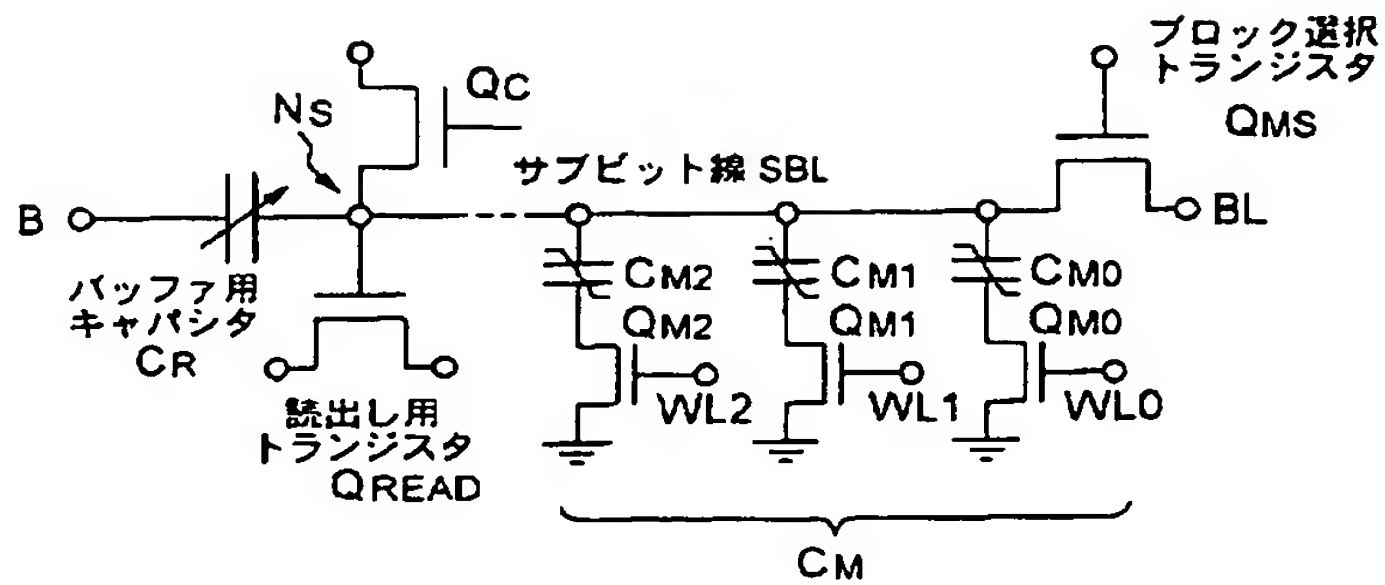 ブロック選択
トランジスタ
QMS
QC
NS
サブビット線 SBL
B
BL
バッファ用
キャパシタ
CR
CM2
CM1
CM0
QM2
QM1
QM0
WL2
WL1
WL0
読出し用
トランジスタ
QREAD
CM